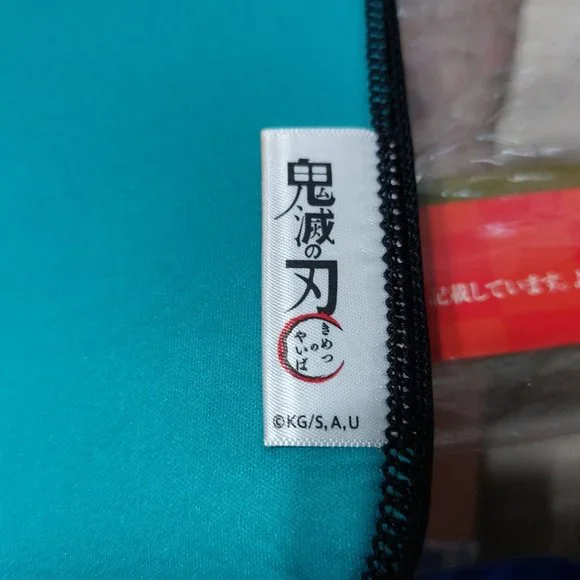 鬼滅の刃
きめつ
の
やいば
©KG/S,A,U
記載しています。